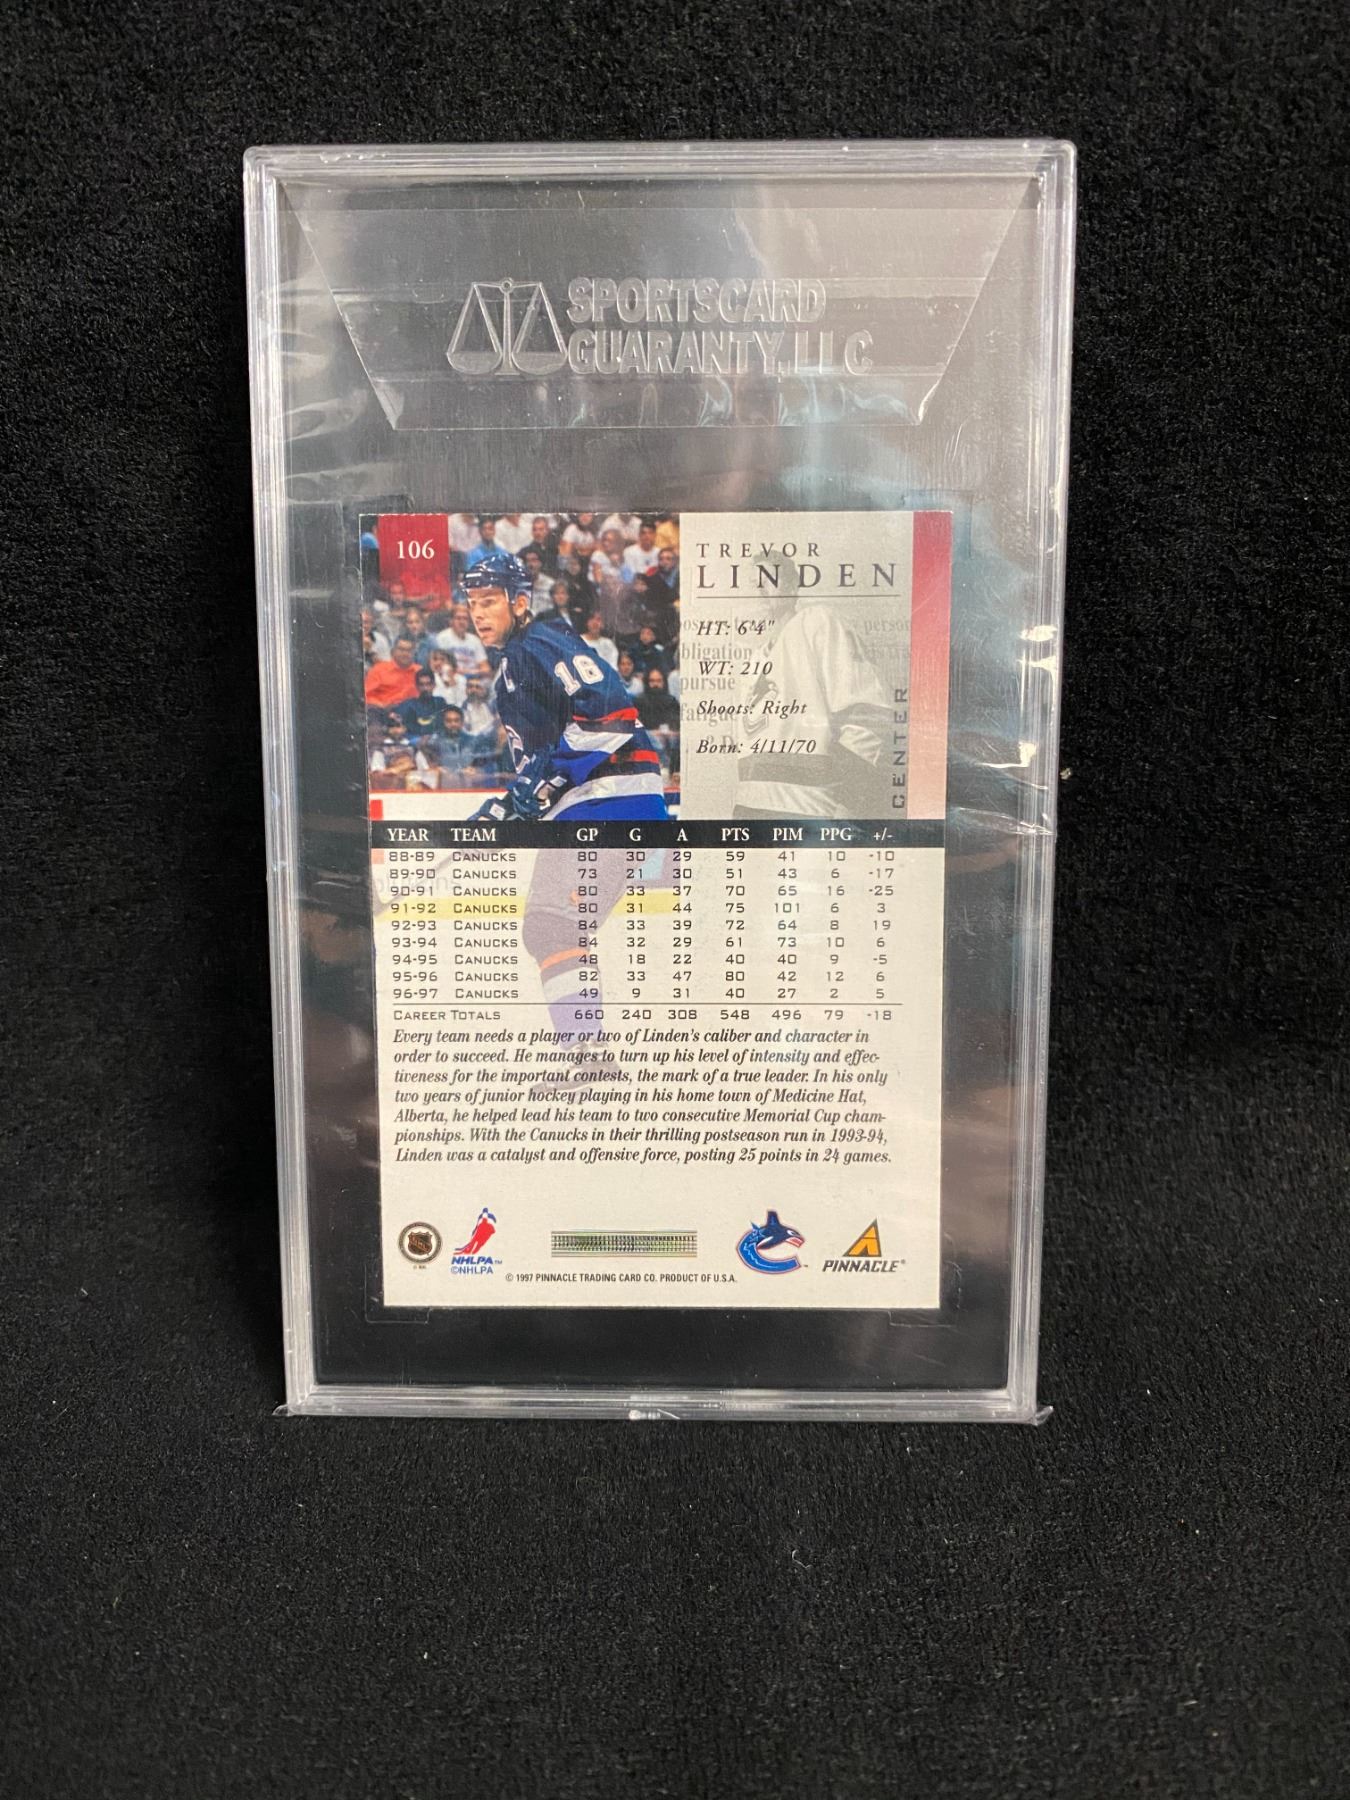 SPORTSCARD
GUARANTY, LLC
106
TREVOR
LINDEN
HT: 6'4"
WT: 210
Shoots: Right
Born: 4/11/70
CENTER
16
bligation
pursue
YEAR TEAM GP G A PTS PIM PPG +/-
88-89 CANUCKS 80 30 29 59 41 10 -10
89-90 CANUCKS 73 21 30 51 43 6 -17
90-91 CANUCKS 80 33 37 70 65 16 -25
91-92 CANUCKS 80 31 44 75 101 6 3
92-93 CANUCKS 84 33 39 72 64 8 19
93-94 CANUCKS 84 32 29 61 73 10 6
94-95 CANUCKS 48 18 22 40 40 9 -5
95-96 CANUCKS 82 33 47 80 42 12 6
96-97 CANUCKS 49 9 31 40 27 2 5
CAREER TOTALS 660 240 308 548 496 79 -18
Every team needs a player or two of Linden's caliber and character in
order to succeed. He manages to turn up his level of intensity and effec-
tiveness for the important contests, the mark of a true leader. In his only
two years of junior hockey playing in his home town of Medicine Hat,
Alberta, he helped lead his team to two consecutive Memorial Cup cham-
pionships. With the Canucks in their thrilling postseason run in 1993-94,
Linden was a catalyst and offensive force, posting 25 points in 24 games.
NHLPA™
©NHLPA
© 1997 PINNACLE TRADING CARD CO. PRODUCT OF U.S.A.
PINNACLE®